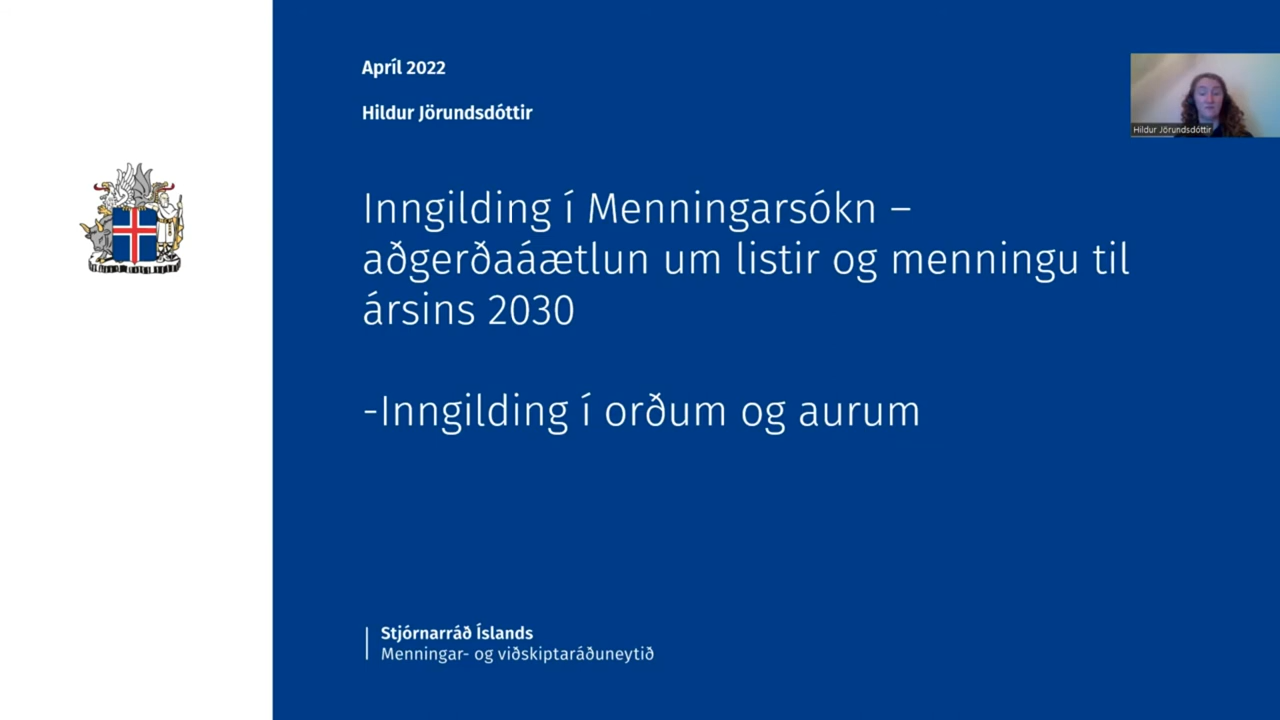 Apríl 2022
Hildur Jörundsdóttir
Hildur Jörundsdóttir
Inngilding í Menningarsókn –
aðgerðaáætlun um listir og menningu til
ársins 2030
-Inngilding í orðum og aurum
Stjórnarráð Íslands
Menningar- og viðskiptaráðuneytið